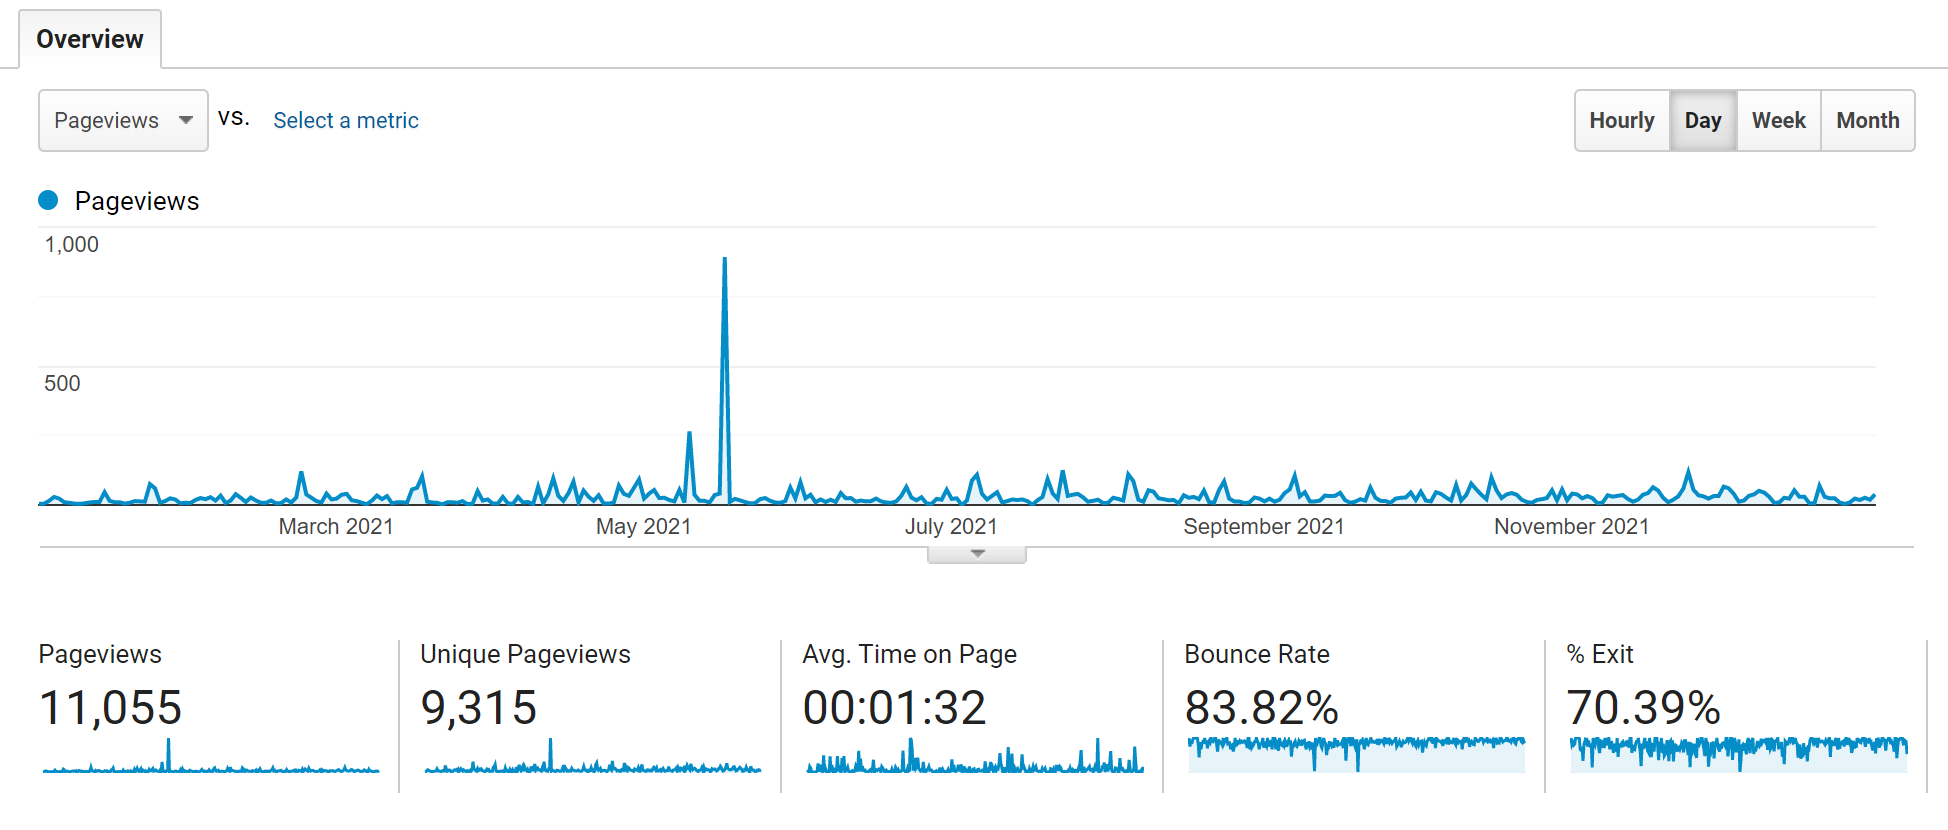 Overview
Pageviews vs. Select a metric Hourly Day Week Month
Pageviews
1,000
500
March 2021 May 2021 July 2021 September 2021 November 2021
Pageviews Unique Pageviews Avg. Time on Page Bounce Rate % Exit
11,055 9,315 00:01:32 83.82% 70.39%